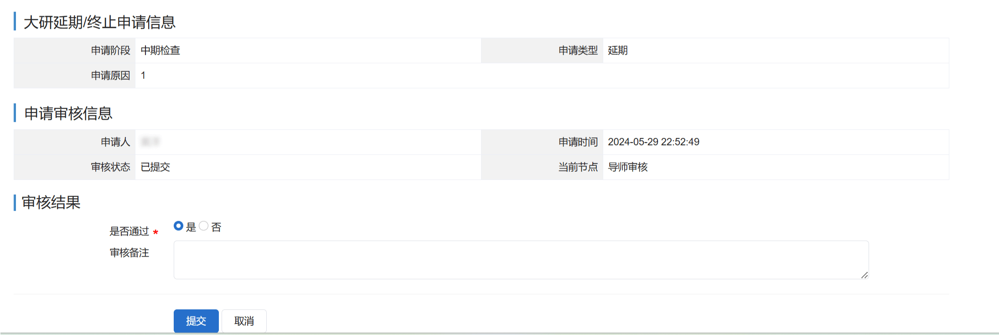 大研延期/终止申请信息
申请阶段 中期检查 申请类型 延期
申请原因 1
申请审核信息
申请人 申请时间 2024-05-29 22:52:49
审核状态 已提交 当前节点 导师审核
审核结果
是否通过 * 是 否
审核备注
提交 取消